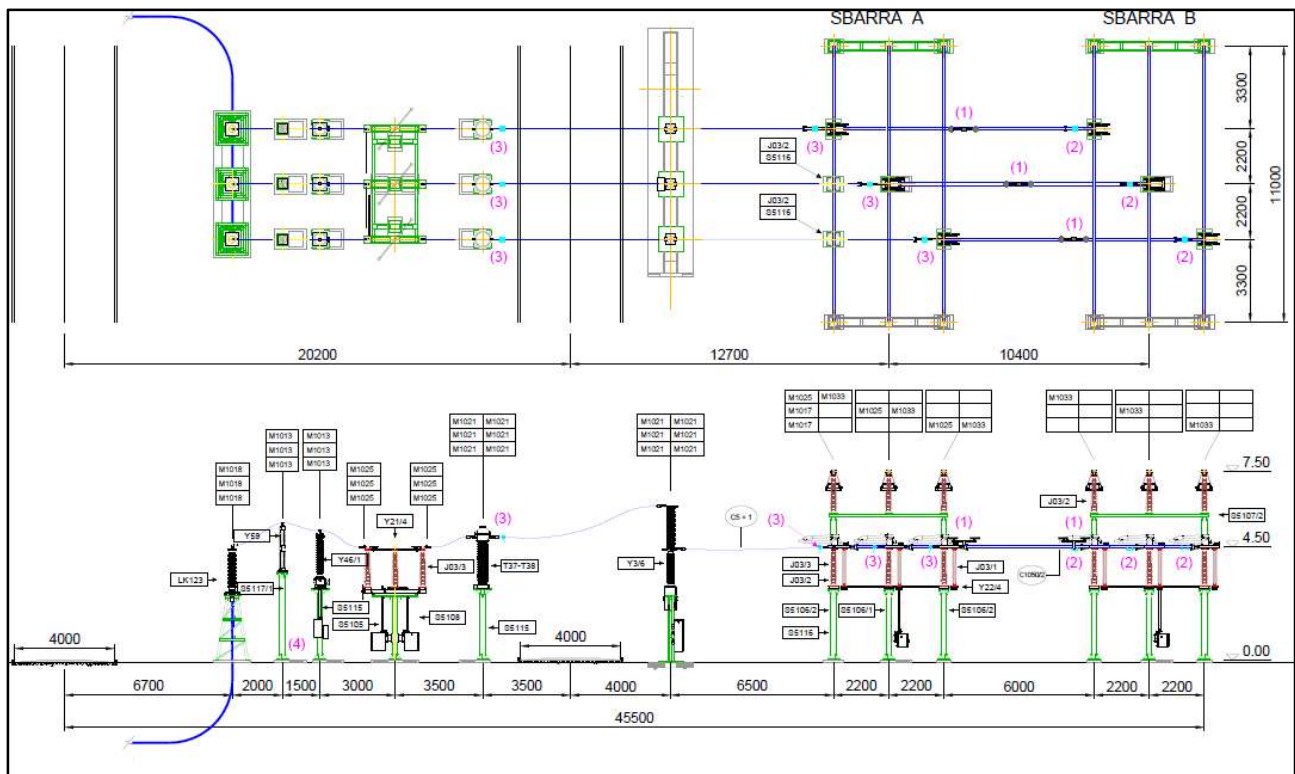 SBARRA A SBARRA B
3300
(1)
(3) (3) (2)
J03/2
S5116
2200
11000
(1)
(3) (3) (2)
J03/2
S5116
2200
(1)
(3) (3) (2)
3300
20200 12700 10400
M1018
M1018
M1018
M1013
M1013
M1013
M1013
M1013
M1013
M1025
M1025
M1025
M1025
M1025
M1025
M1021 M1021
M1021 M1021
M1021 M1021
M1021 M1021
M1021 M1021
M1021 M1021
M1025 M1033
M1017
M1017
M1025 M1033
M1025 M1033
M1033
M1033
M1033
7.50
Y59
Y21/4
(3)
J03/2
S5107/2
(3)
C5 = 1
(1)
(1)
4.50
LK123
Y46/1
J03/3
T37-T38
Y3/6
J03/3
J03/2
(3) (3)
J03/1
Y22/4
C1050/2
(2) (2) (2)
S5117/1
S5115
S5105
S5108
S5115
S5106/2
S5106/1
S5106/2
S5116
(4)
4000 4000
0.00
6700 2000 1500 3000 3500 3500 4000 6500 2200 2200 6000 2200 2200
45500